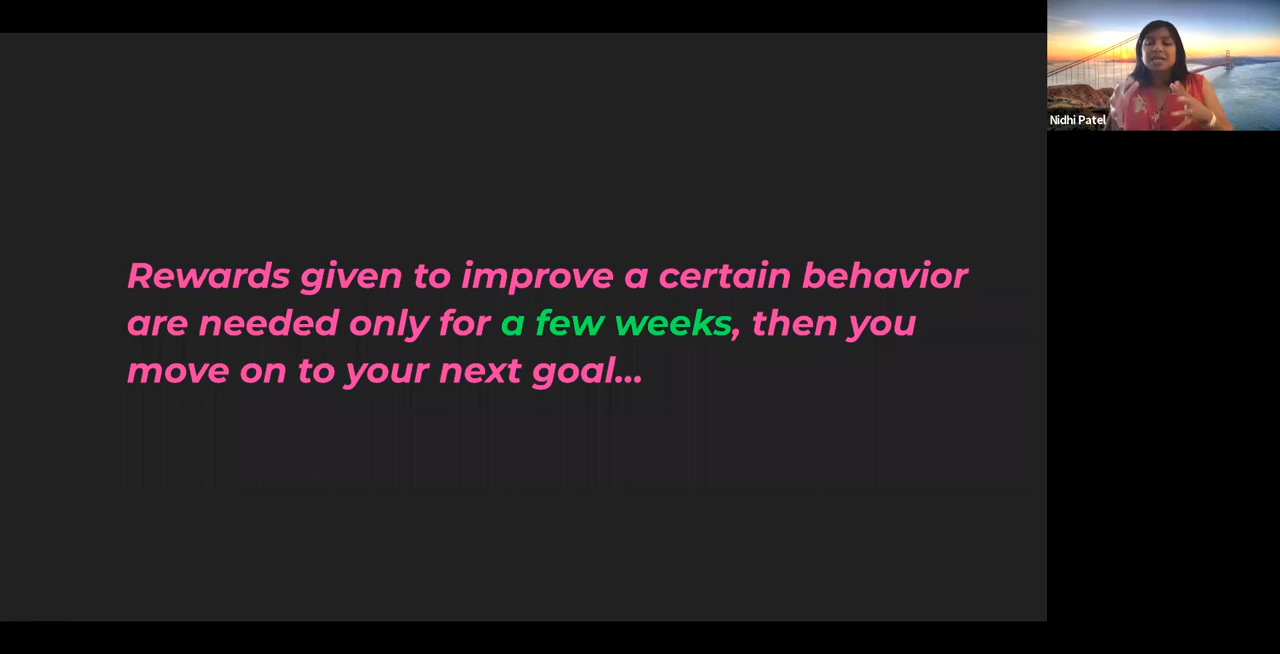 Rewards given to improve a certain behavior
are needed only for a few weeks, then you
move on to your next goal...
Nidhi Patel